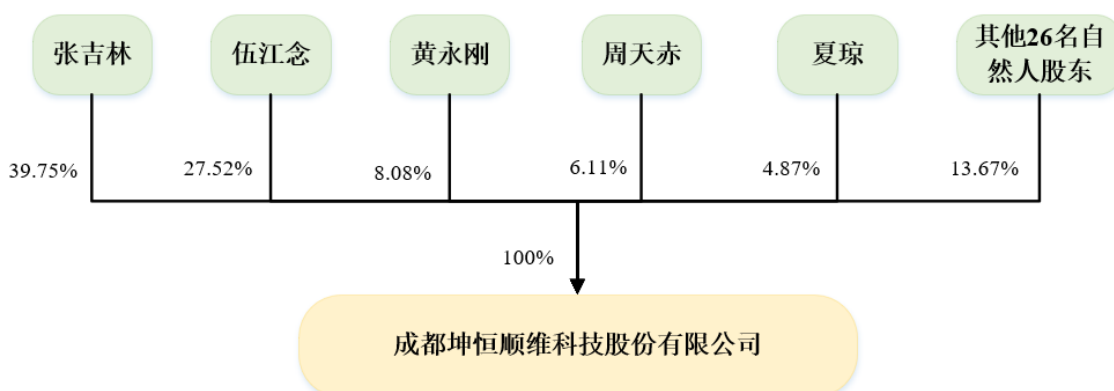 张吉林
伍江念
黄永刚
周天赤
夏琼
其他26名自
然人股东
39.75%
27.52%
8.08%
6.11%
4.87%
13.67%
100%
成都坤恒顺维科技股份有限公司